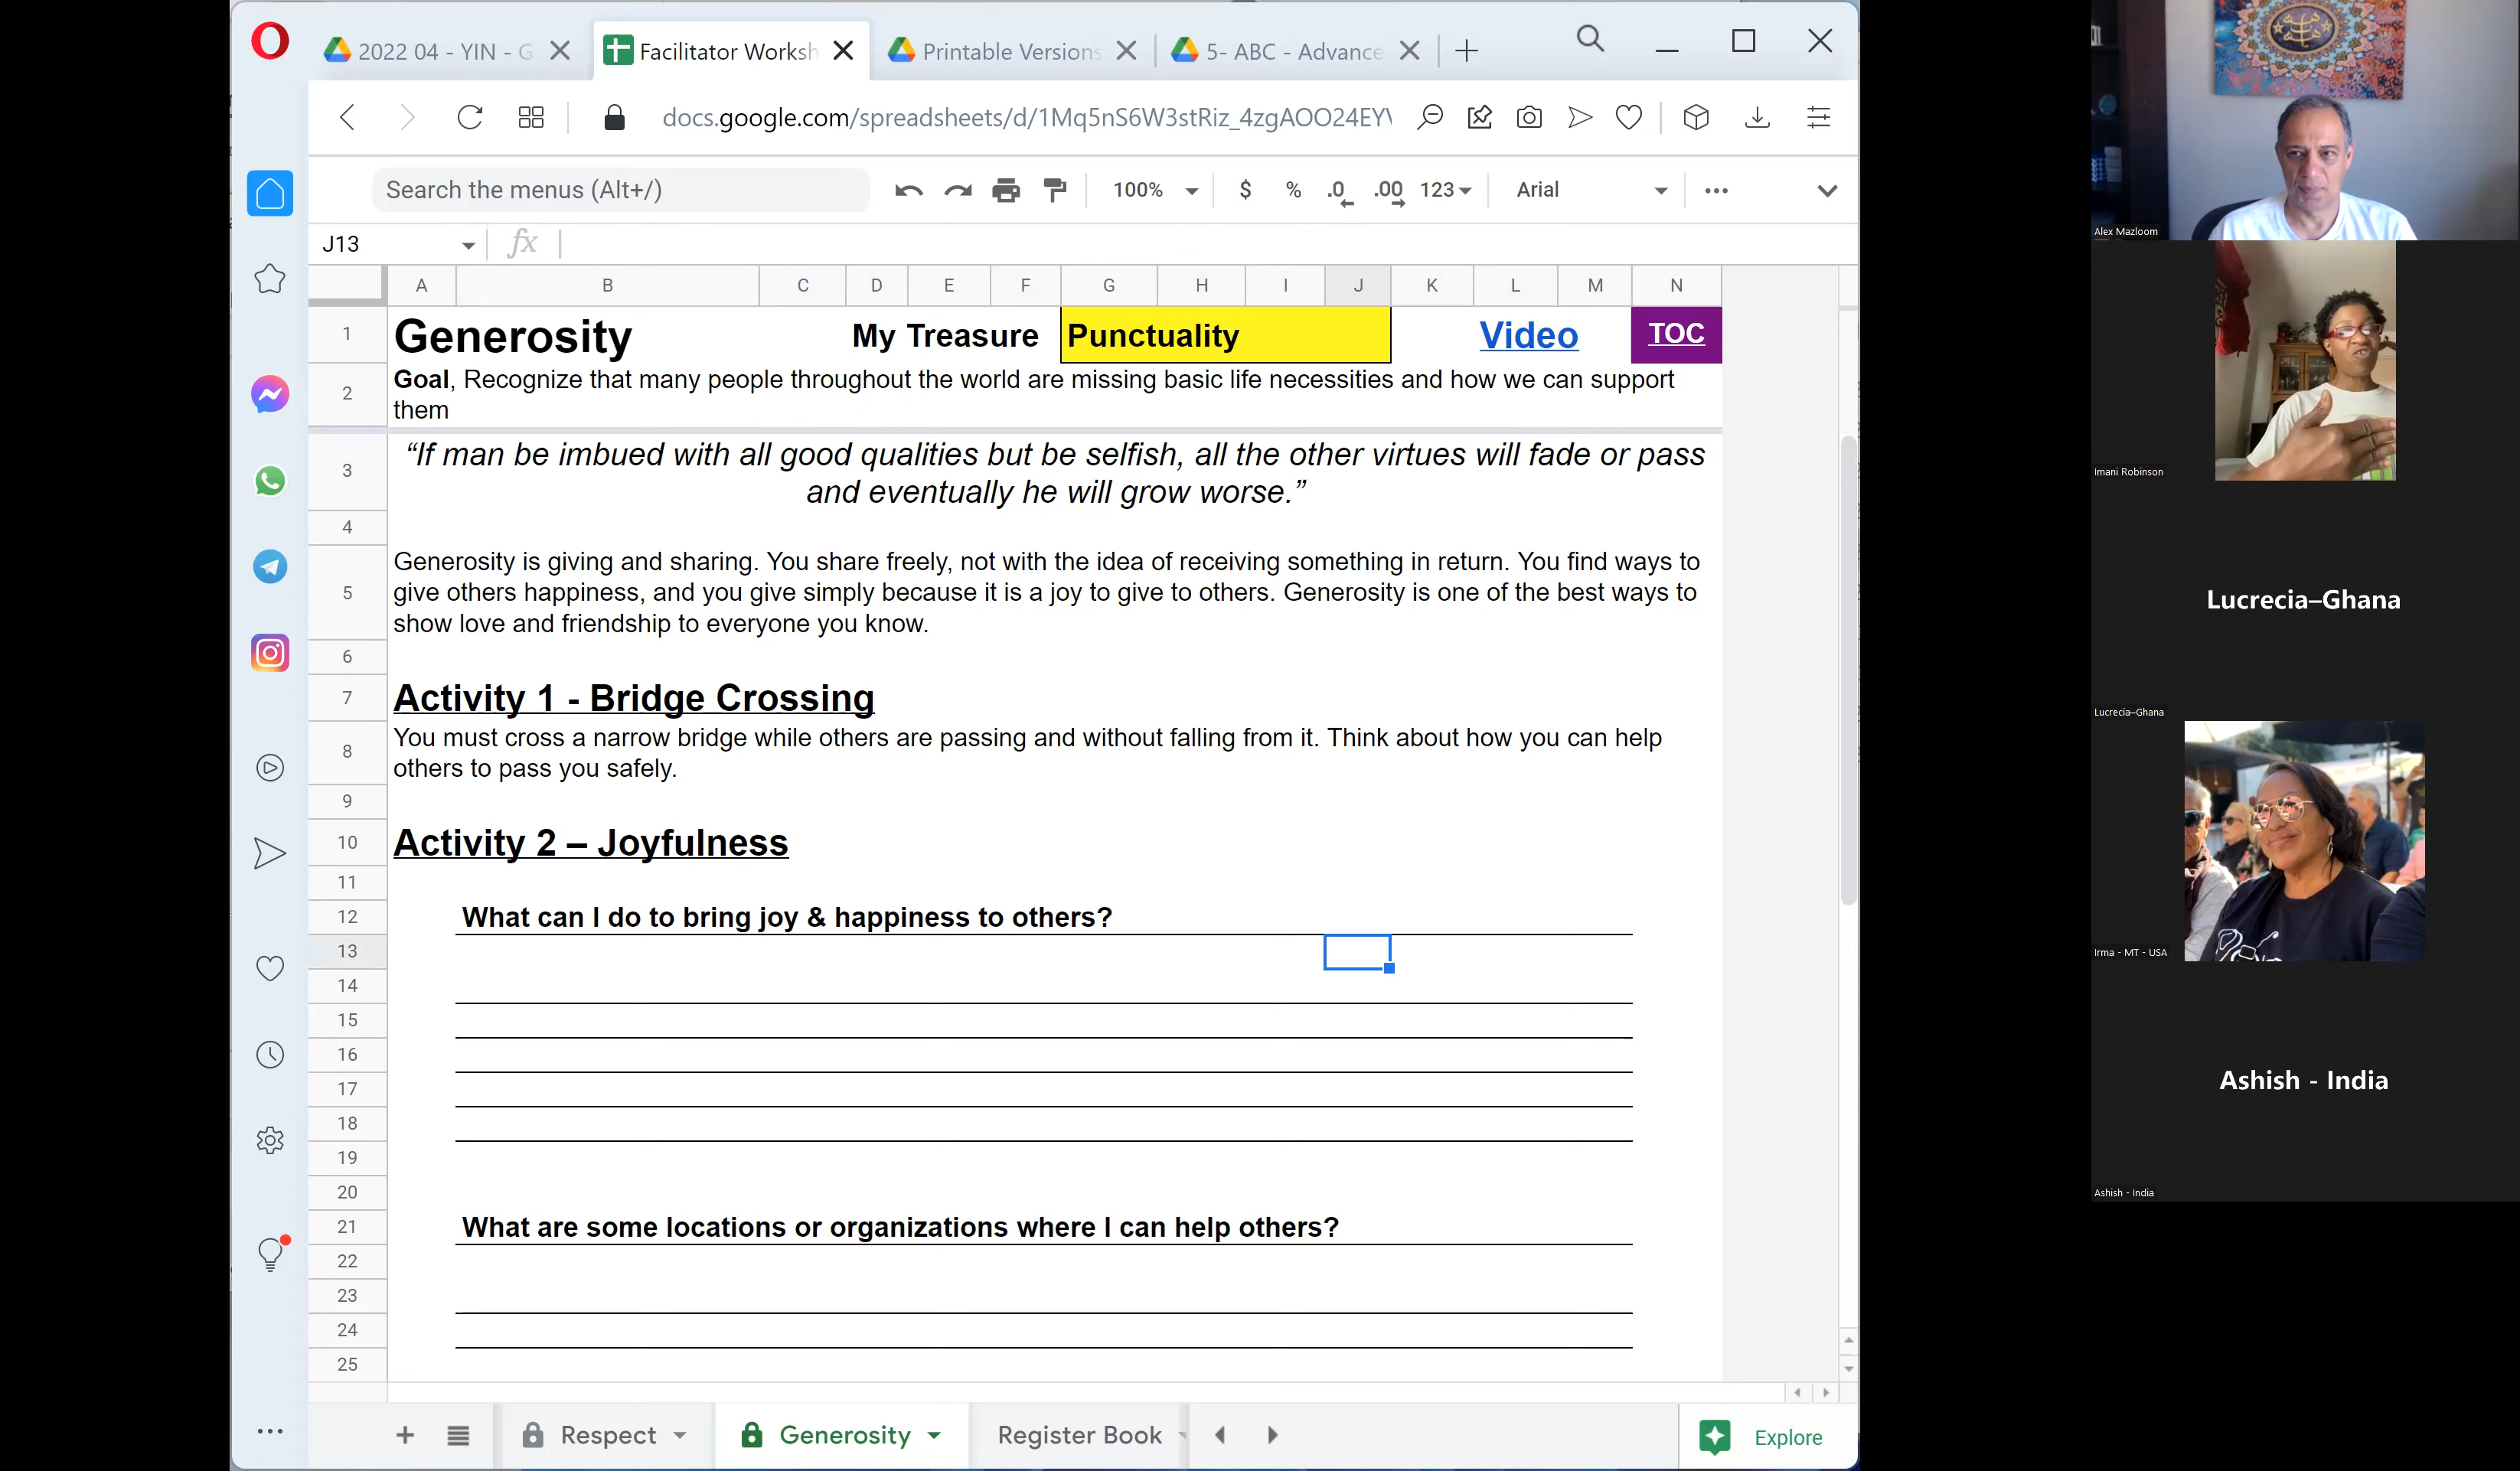 2022 04 - YIN - G
Facilitator Worksh
Printable Versions
5- ABC - Advance
docs.google.com/spreadsheets/d/1Mq5nS6W3stRiz_4zgAOO24EY
Search the menus (Alt+/)
100%
$
%
.0
.00
123
Arial
J13
fx
A B C D E F G H I J K L M N
1
Generosity
My Treasure
Punctuality
Video
TOC
2
Goal, Recognize that many people throughout the world are missing basic life necessities and how we can support
them
3
“If man be imbued with all good qualities but be selfish, all the other virtues will fade or pass
and eventually he will grow worse.”
4
5
Generosity is giving and sharing. You share freely, not with the idea of receiving something in return. You find ways to
give others happiness, and you give simply because it is a joy to give to others. Generosity is one of the best ways to
show love and friendship to everyone you know.
6
7
Activity 1 - Bridge Crossing
8
You must cross a narrow bridge while others are passing and without falling from it. Think about how you can help
others to pass you safely.
9
10
Activity 2 – Joyfulness
11
12
What can I do to bring joy & happiness to others?
13
14
15
16
17
18
19
20
21
What are some locations or organizations where I can help others?
22
23
24
25
Respect
Generosity
Register Book
Explore
Alex Mazloom
Imani Robinson
Lucrecia–Ghana
Lucrecia–Ghana
Irma - MT - USA
Ashish - India
Ashish - India